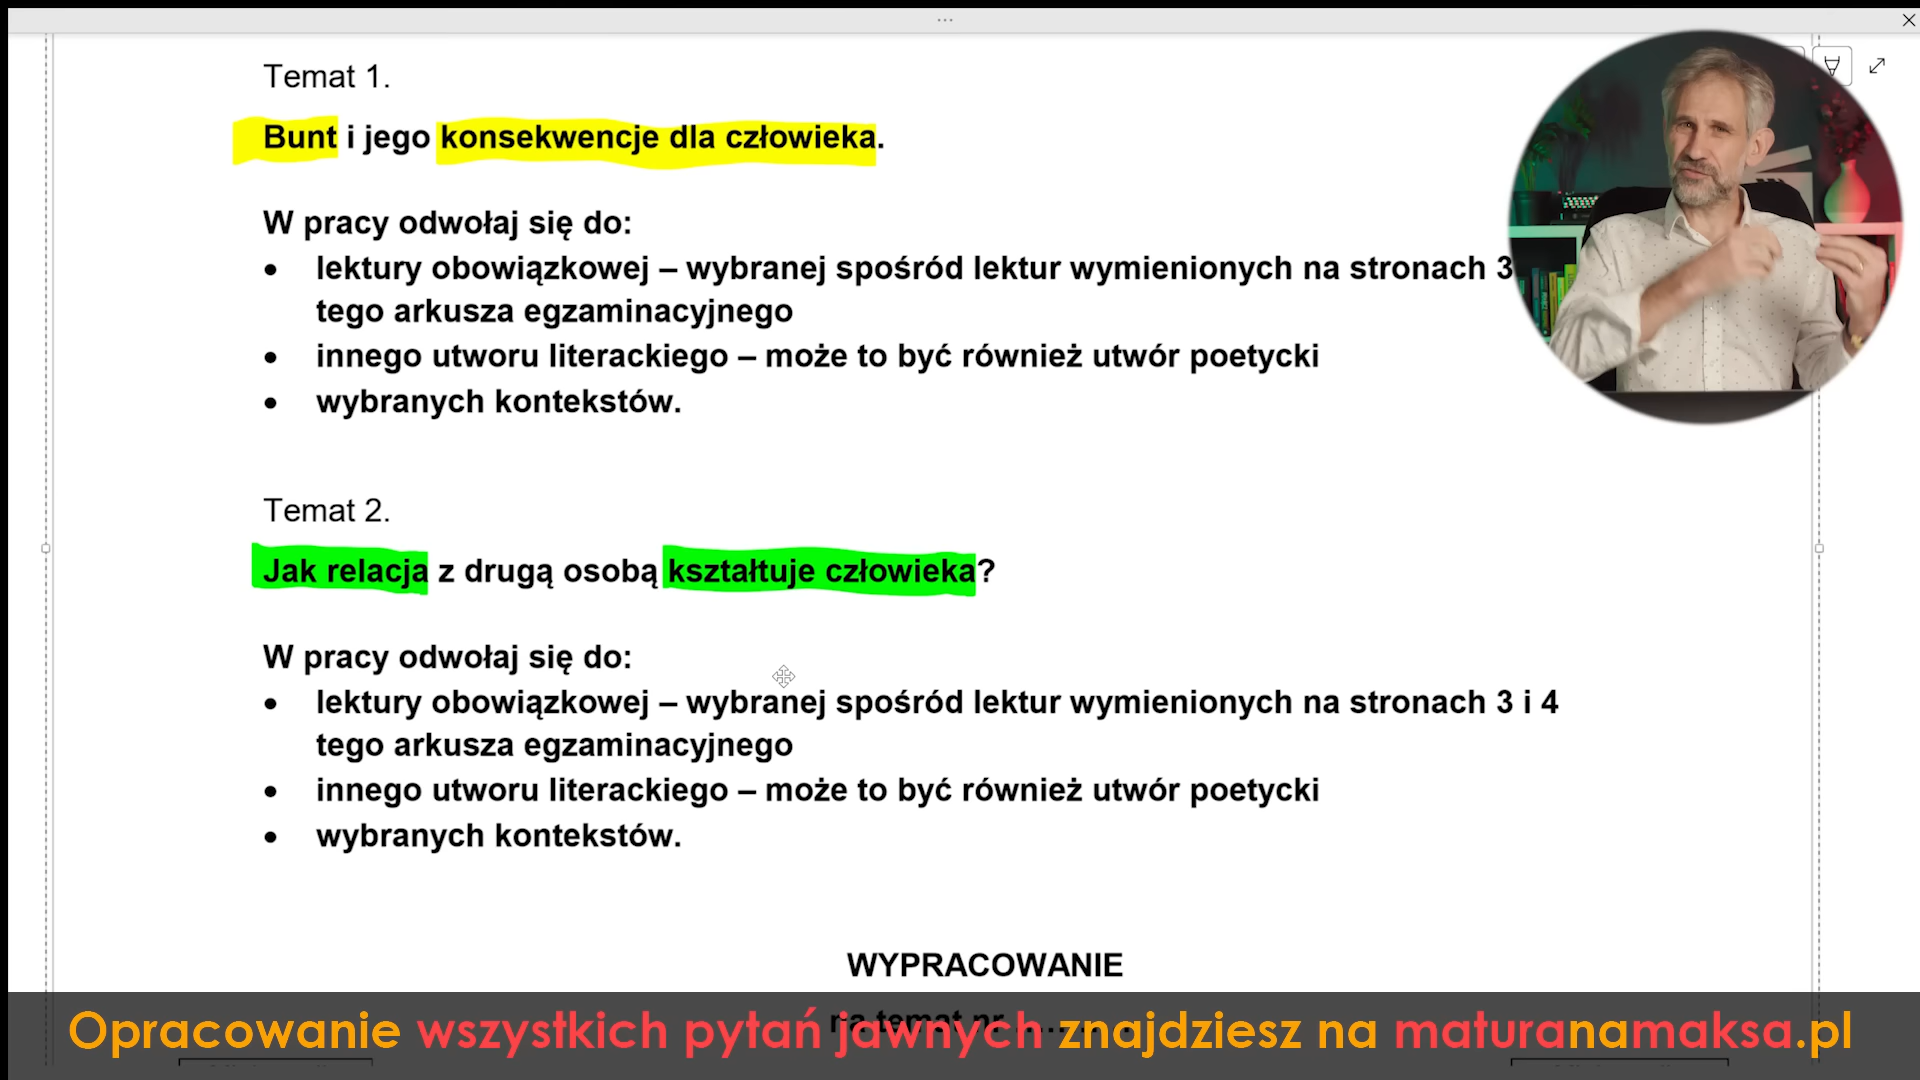 Temat 1.
Bunt i jego konsekwencje dla człowieka.
W pracy odwołaj się do:
• lektury obowiązkowej – wybranej spośród lektur wymienionych na stronach 3
tego arkusza egzaminacyjnego
• innego utworu literackiego – może to być również utwór poetycki
• wybranych kontekstów.
Temat 2.
Jak relacja z drugą osobą kształtuje człowieka?
W pracy odwołaj się do:
• lektury obowiązkowej – wybranej spośród lektur wymienionych na stronach 3 i 4
tego arkusza egzaminacyjnego
• innego utworu literackiego – może to być również utwór poetycki
• wybranych kontekstów.
WYPRACOWANIE
na temat nr
Opracowanie wszystkich pytań jawnych znajdziesz na maturanamaksa.pl